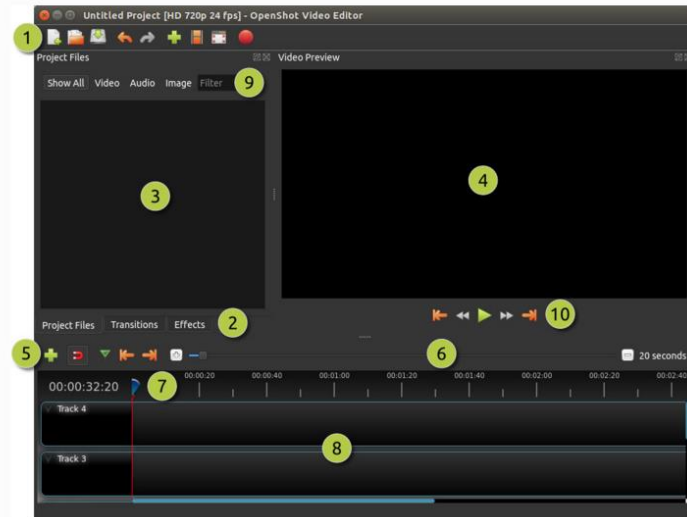 Untitled Project [HD 720p 24 fps] - OpenShot Video Editor
1
Project Files
Video Preview
Show All Video Audio Image Filter 9
3
4
Project Files Transitions Effects 2
10
5
6
20 seconds
00:00:32:20
7
00:00:20 00:00:40 00:01:00 00:01:20 00:01:40 00:02:00 00:02:20 00:02:40
Track 4
8
Track 3